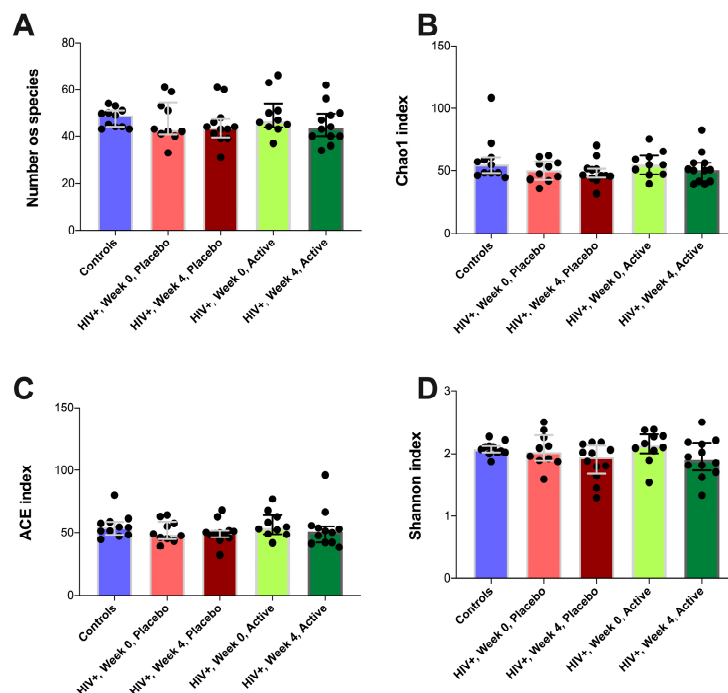 A
Number os species
80
60
40
20
0
Controls
HIV+, Week 0, Placebo
HIV+, Week 4, Placebo
HIV+, Week 0, Active
HIV+, Week 4, Active
B
Chao1 index
150
100
50
0
Controls
HIV+, Week 0, Placebo
HIV+, Week 4, Placebo
HIV+, Week 0, Active
HIV+, Week 4, Active
C
ACE index
150
100
50
0
Controls
HIV+, Week 0, Placebo
HIV+, Week 4, Placebo
HIV+, Week 0, Active
HIV+, Week 4, Active
D
Shannon index
3
2
1
0
Controls
HIV+, Week 0, Placebo
HIV+, Week 4, Placebo
HIV+, Week 0, Active
HIV+, Week 4, Active